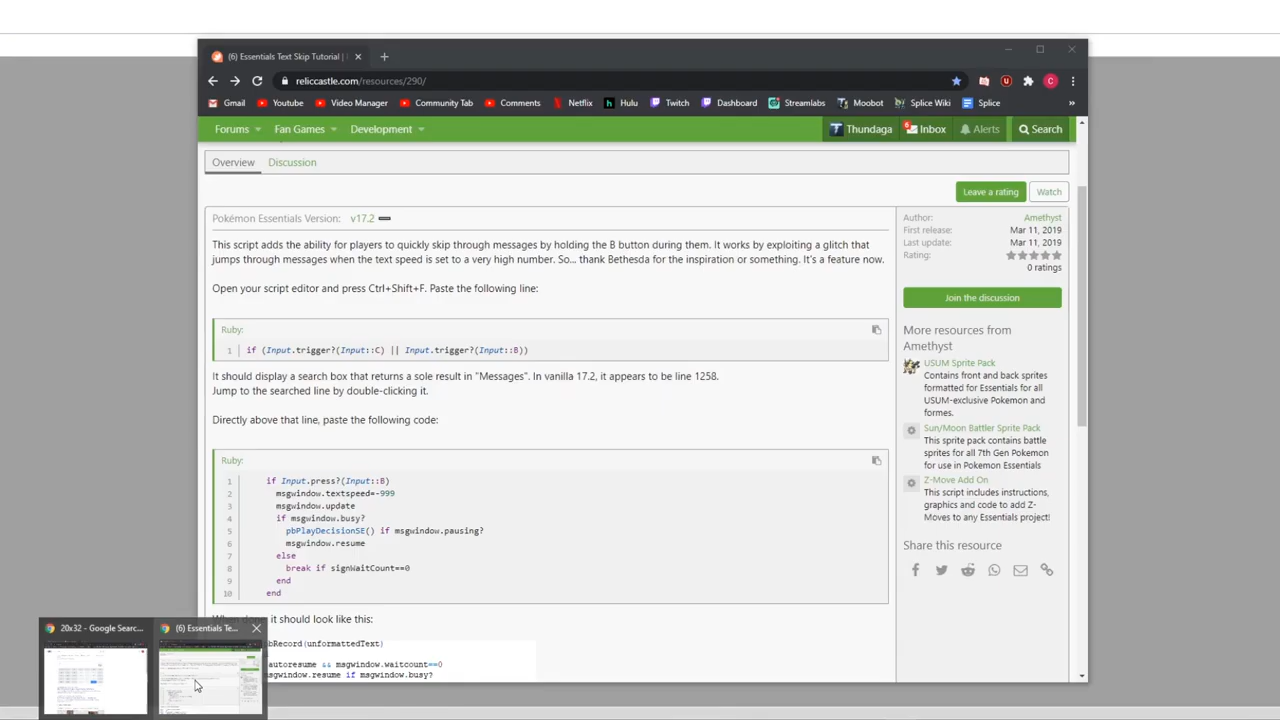 (6) Essentials Text Skip Tutorial |
reliccastle.com/resources/290/
Gmail Youtube Video Manager Community Tab Comments Netflix Hulu Twitch Dashboard Streamlabs Moobot Splice Wiki Splice »
Forums Fan Games Development Thundaga 6 Inbox Alerts Search
Overview Discussion
Leave a rating Watch
Pokémon Essentials Version: v17.2
This script adds the ability for players to quickly skip through messages by holding the B button during them. It works by exploiting a glitch that
jumps through messages when the text speed is set to a very high number. So... thank Bethesda for the inspiration or something. It's a feature now.
Open your script editor and press Ctrl+Shift+F. Paste the following line:
Ruby:
1 if (Input.trigger?(Input::C) || Input.trigger?(Input::B))
It should display a search box that returns a sole result in "Messages". In vanilla 17.2, it appears to be line 1258.
Jump to the searched line by double-clicking it.
Directly above that line, paste the following code:
Ruby:
1 if Input.press?(Input::B)
2 msgwindow.textspeed=-999
3 msgwindow.update
4 if msgwindow.busy?
5 pbPlayDecisionSE() if msgwindow.pausing?
6 msgwindow.resume
7 else
8 break if signWaitCount==0
9 end
10 end
it should look like this:
Record(unformattedText)
autoresume && msgwindow.waitcount==0
.resume if msgwindow.busy?
Author: Amethyst
First release: Mar 11, 2019
Last update: Mar 11, 2019
Rating:
0 ratings
Join the discussion
More resources from
Amethyst
USUM Sprite Pack
Contains front and back sprites
formatted for Essentials for all
USUM-exclusive Pokemon and
formes.
Sun/Moon Battler Sprite Pack
This sprite pack contains battle
sprites for all 7th Gen Pokemon
for use in Pokemon Essentials
Z-Move Add On
This script includes instructions,
graphics and code to add Z-
Moves to any Essentials project!
Share this resource
20x32 - Google Searc...
(6) Essentials Te...